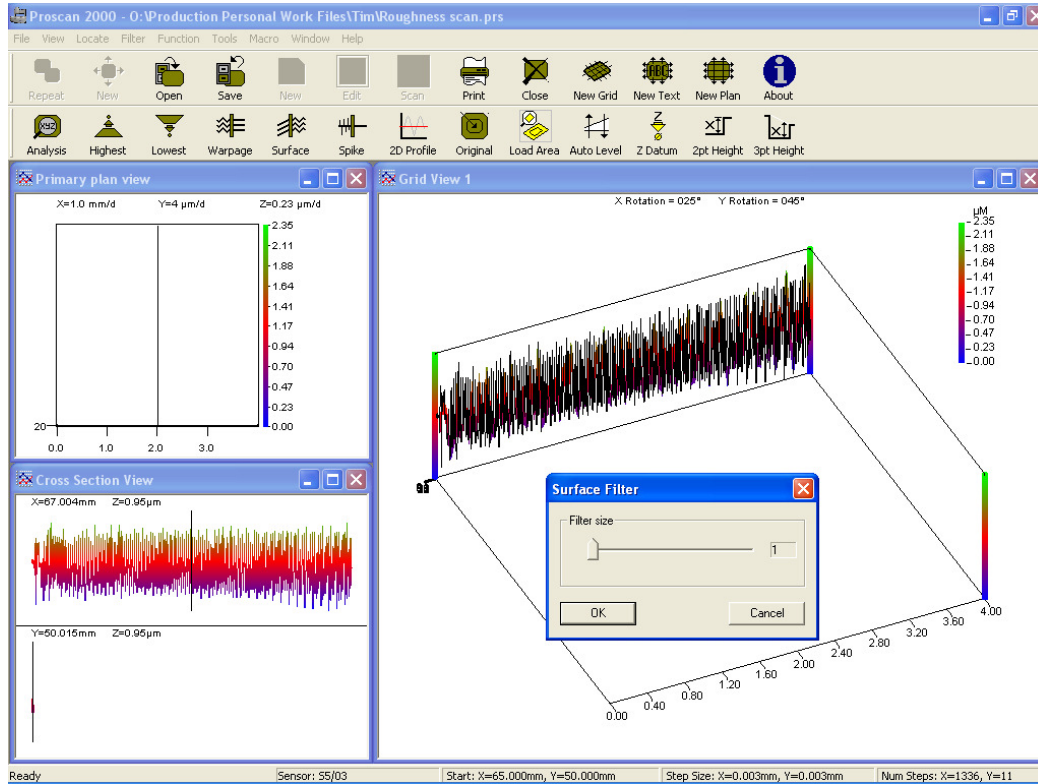 Proscan 2000 - O:\Production Personal Work Files\Tim\Roughness scan.prs
File View Locate Filter Function Tools Macro Window Help
Repeat New Open Save New Edit Scan Print Close New Grid New Text New Plan About
XYZ
ABC
Analysis Highest Lowest Warpage Surface Spike 2D Profile Original Load Area Auto Level Z Datum 2pt Height 3pt Height
Primary plan view
X=1.0 mm/d Y=4 µm/d Z=0.23 µm/d
2.35
2.11
1.88
1.64
1.41
1.17
0.94
0.70
0.47
0.23
0.00
20
0.0 1.0 2.0 3.0
Cross Section View
X=67.004mm Z=0.95µm
Y=50.015mm Z=0.95µm
Grid View 1
X Rotation = 025° Y Rotation = 045°
µM
2.35
2.11
1.88
1.64
1.41
1.17
0.94
0.70
0.47
0.23
0.00
0.00 0.40 0.80 1.20 1.60 2.00 2.40 2.80 3.20 3.60 4.00
Surface Filter
Filter size
1
OK Cancel
Ready Sensor: S5/03 Start: X=65.000mm, Y=50.000mm Step Size: X=0.003mm, Y=0.003mm Num Steps: X=1336, Y=11